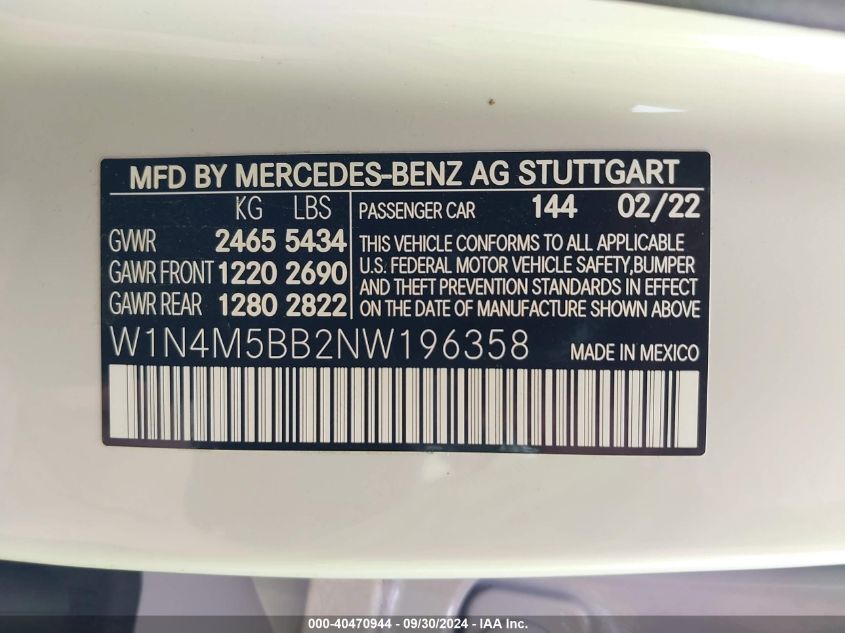 MFD BY MERCEDES-BENZ AG STUTTGART
KG LBS
GVWR 2465 5434
GAWR FRONT 1220 2690
GAWR REAR 1280 2822
PASSENGER CAR 144 02/22
THIS VEHICLE CONFORMS TO ALL APPLICABLE
U.S. FEDERAL MOTOR VEHICLE SAFETY,BUMPER
AND THEFT PREVENTION STANDARDS IN EFFECT
ON THE DATE OF MANUFACTURE SHOWN ABOVE
W1N4M5BB2NW196358 MADE IN MEXICO
000-40470944 - 09/30/2024 - IAA Inc.